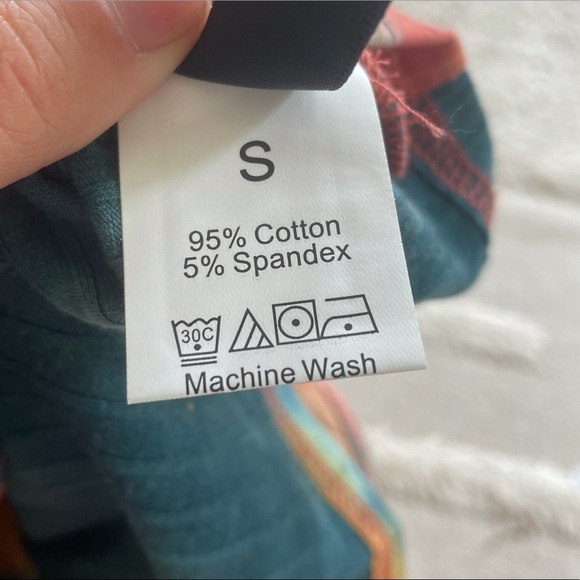 S
95% Cotton
5% Spandex
30C
Machine Wash